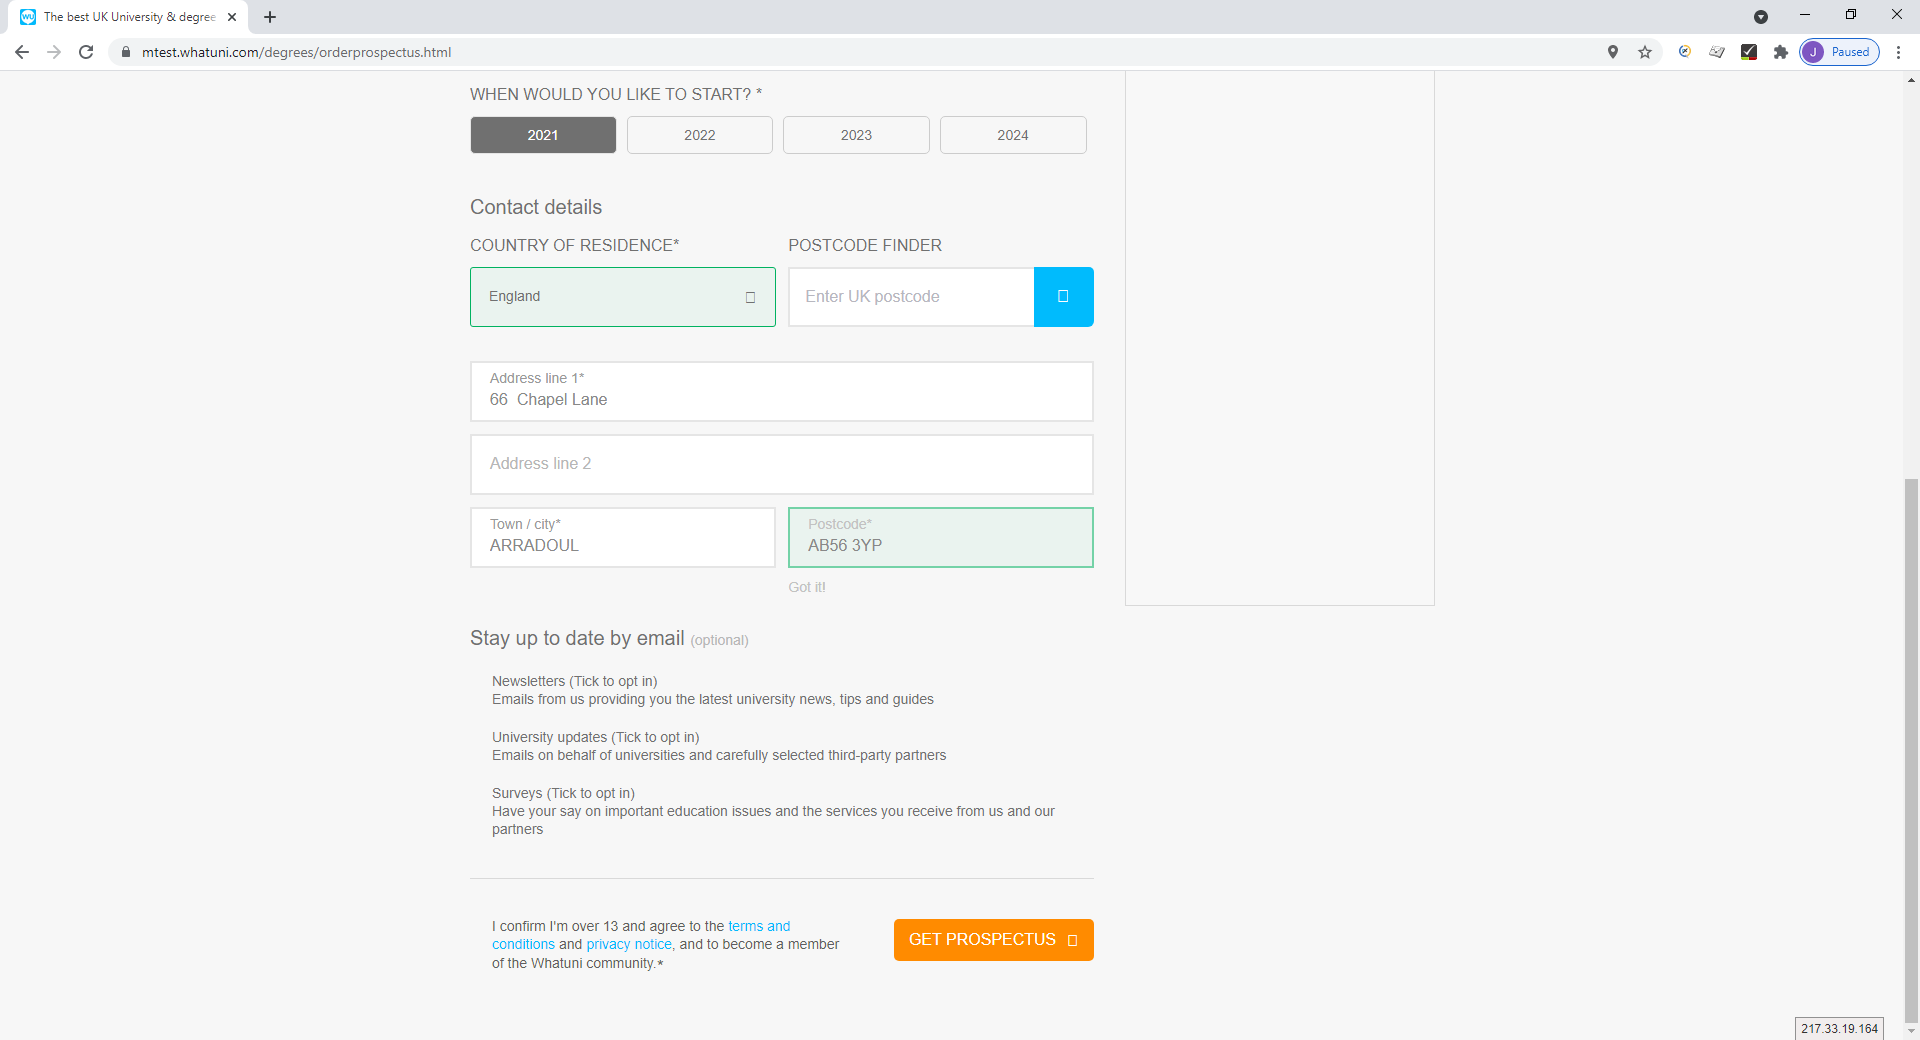 The best UK University & degree
mtest.whatuni.com/degrees/orderprospectus.html
J Paused
WHEN WOULD YOU LIKE TO START? *
2021 2022 2023 2024
Contact details
COUNTRY OF RESIDENCE* POSTCODE FINDER
England Enter UK postcode
Address line 1*
66  Chapel Lane
Address line 2
Town / city* Postcode*
ARRADOUL AB56 3YP
Got it!
Stay up to date by email (optional)
Newsletters (Tick to opt in)
Emails from us providing you the latest university news, tips and guides
University updates (Tick to opt in)
Emails on behalf of universities and carefully selected third-party partners
Surveys (Tick to opt in)
Have your say on important education issues and the services you receive from us and our
partners
I confirm I'm over 13 and agree to the terms and
conditions and privacy notice, and to become a member
of the Whatuni community.*
GET PROSPECTUS
217.33.19.164